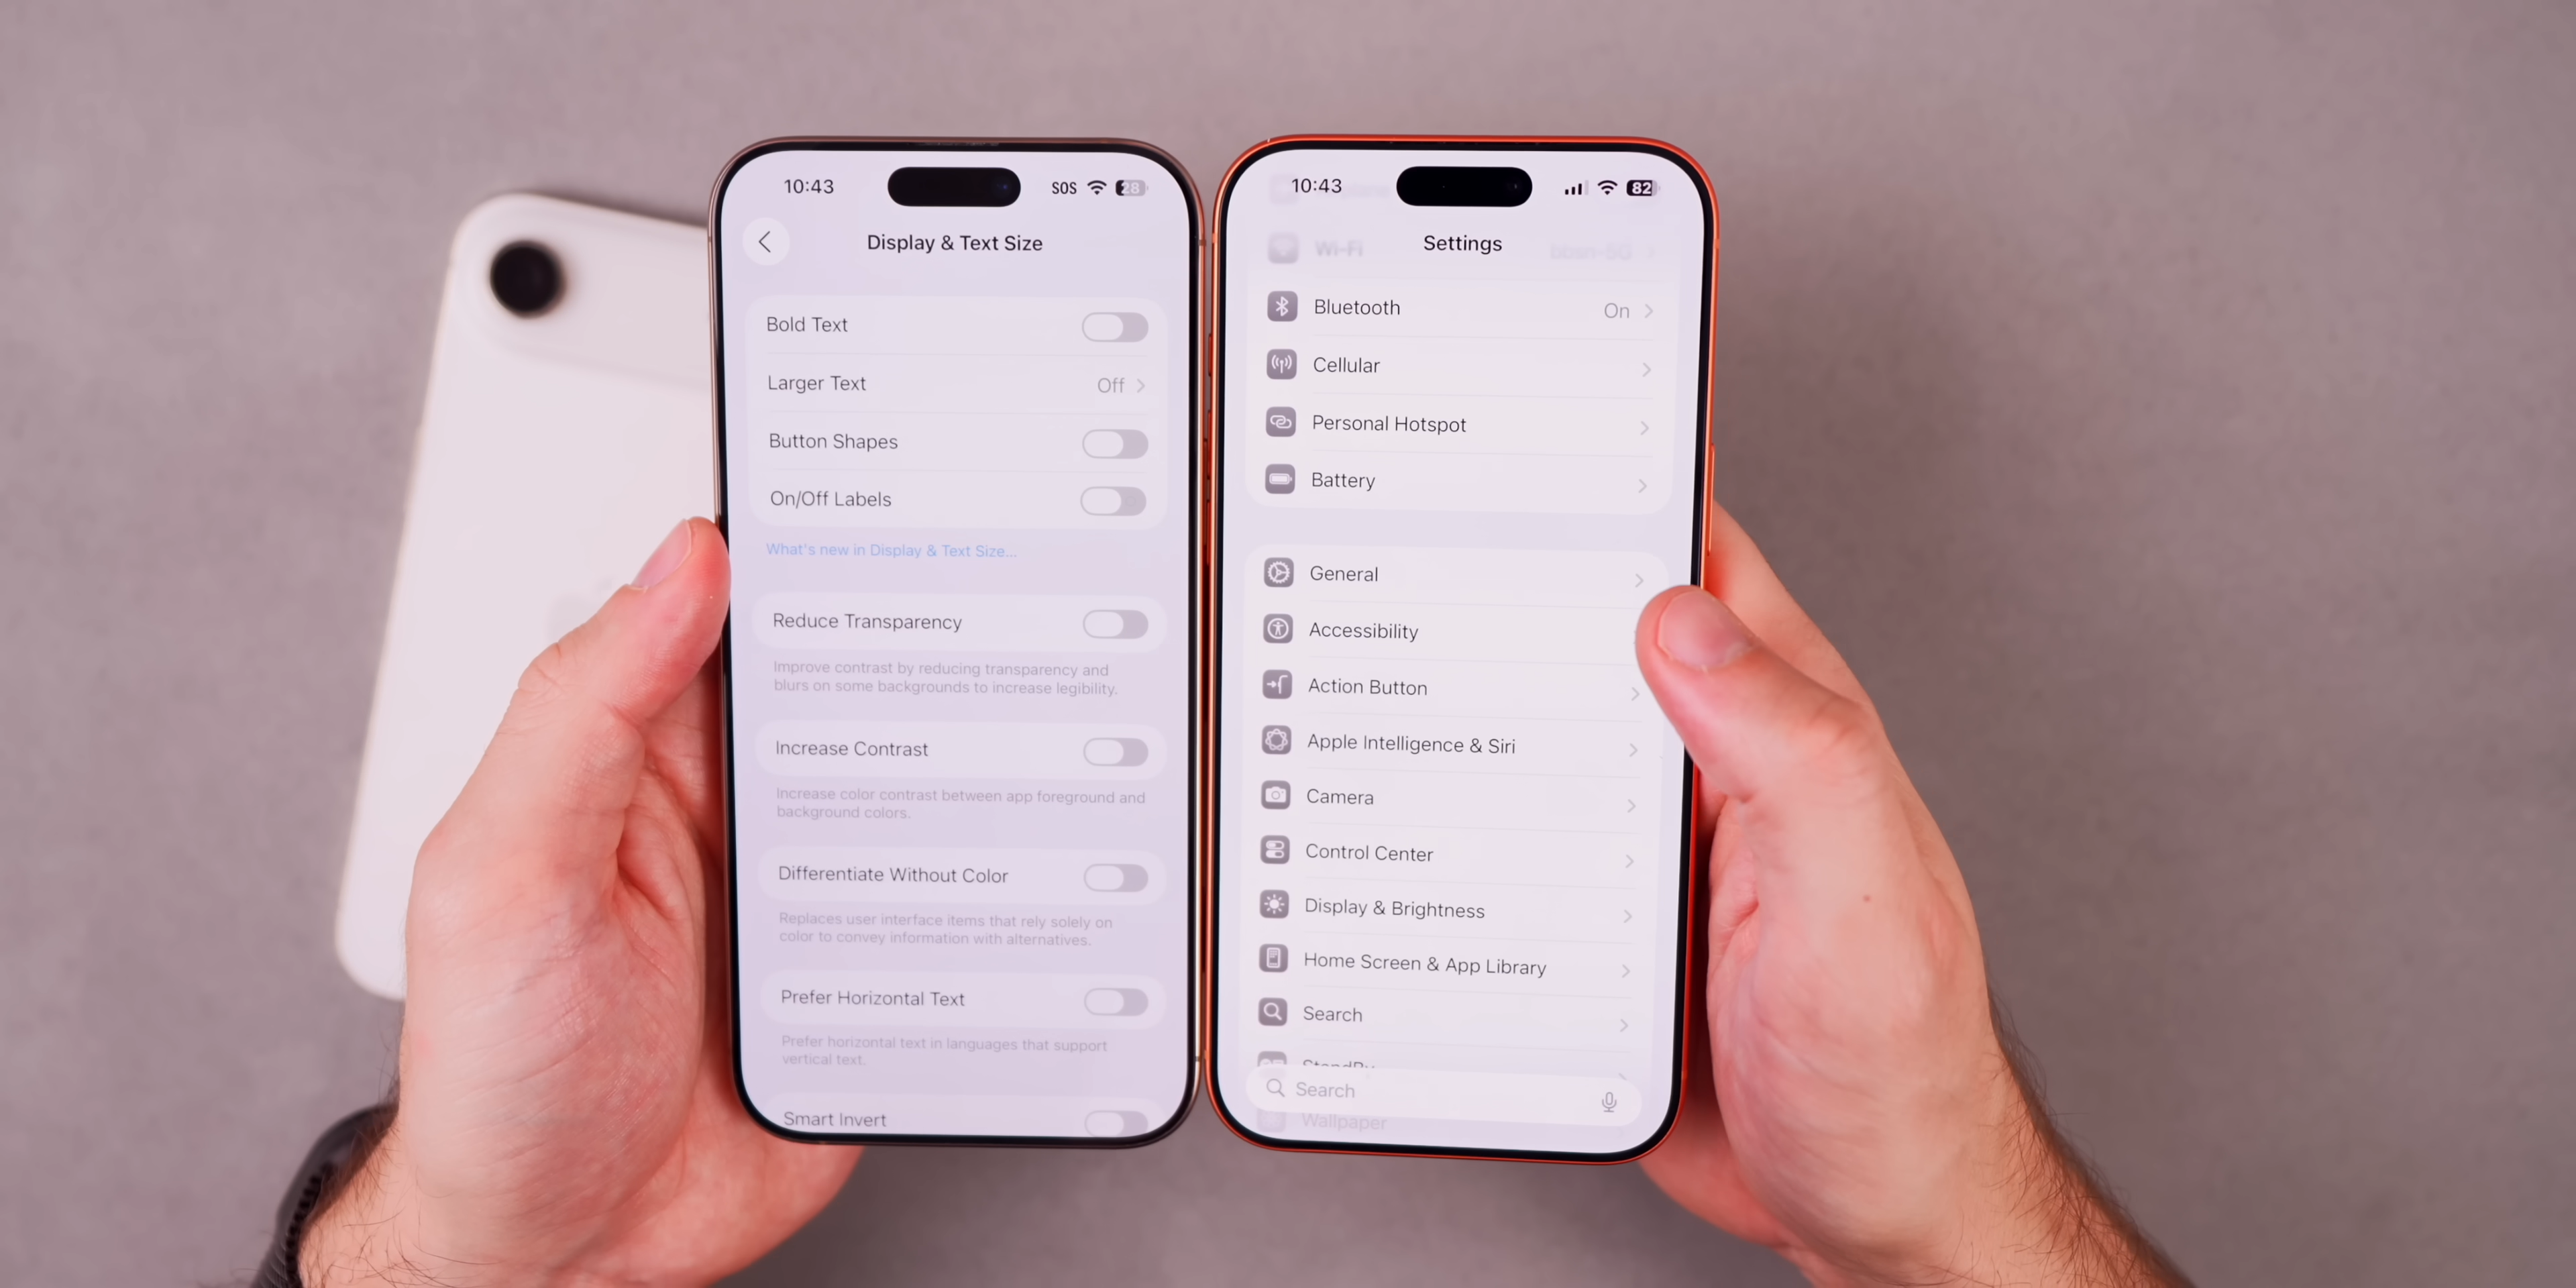 10:43
SOS
28
Display & Text Size
Bold Text
Larger Text
Off
Button Shapes
On/Off Labels
What's new in Display & Text Size...
Reduce Transparency
Improve contrast by reducing transparency and
blurs on some backgrounds to increase legibility.
Increase Contrast
Increase color contrast between app foreground and
background colors.
Differentiate Without Color
Replaces user interface items that rely solely on
color to convey information with alternatives.
Prefer Horizontal Text
Prefer horizontal text in languages that support
vertical text.
Smart Invert
10:43
82
Settings
Wi-Fi
Bluetooth
On
Cellular
Personal Hotspot
Battery
General
Accessibility
Action Button
Apple Intelligence & Siri
Camera
Control Center
Display & Brightness
Home Screen & App Library
Search
StandBy
Search
Wallpaper